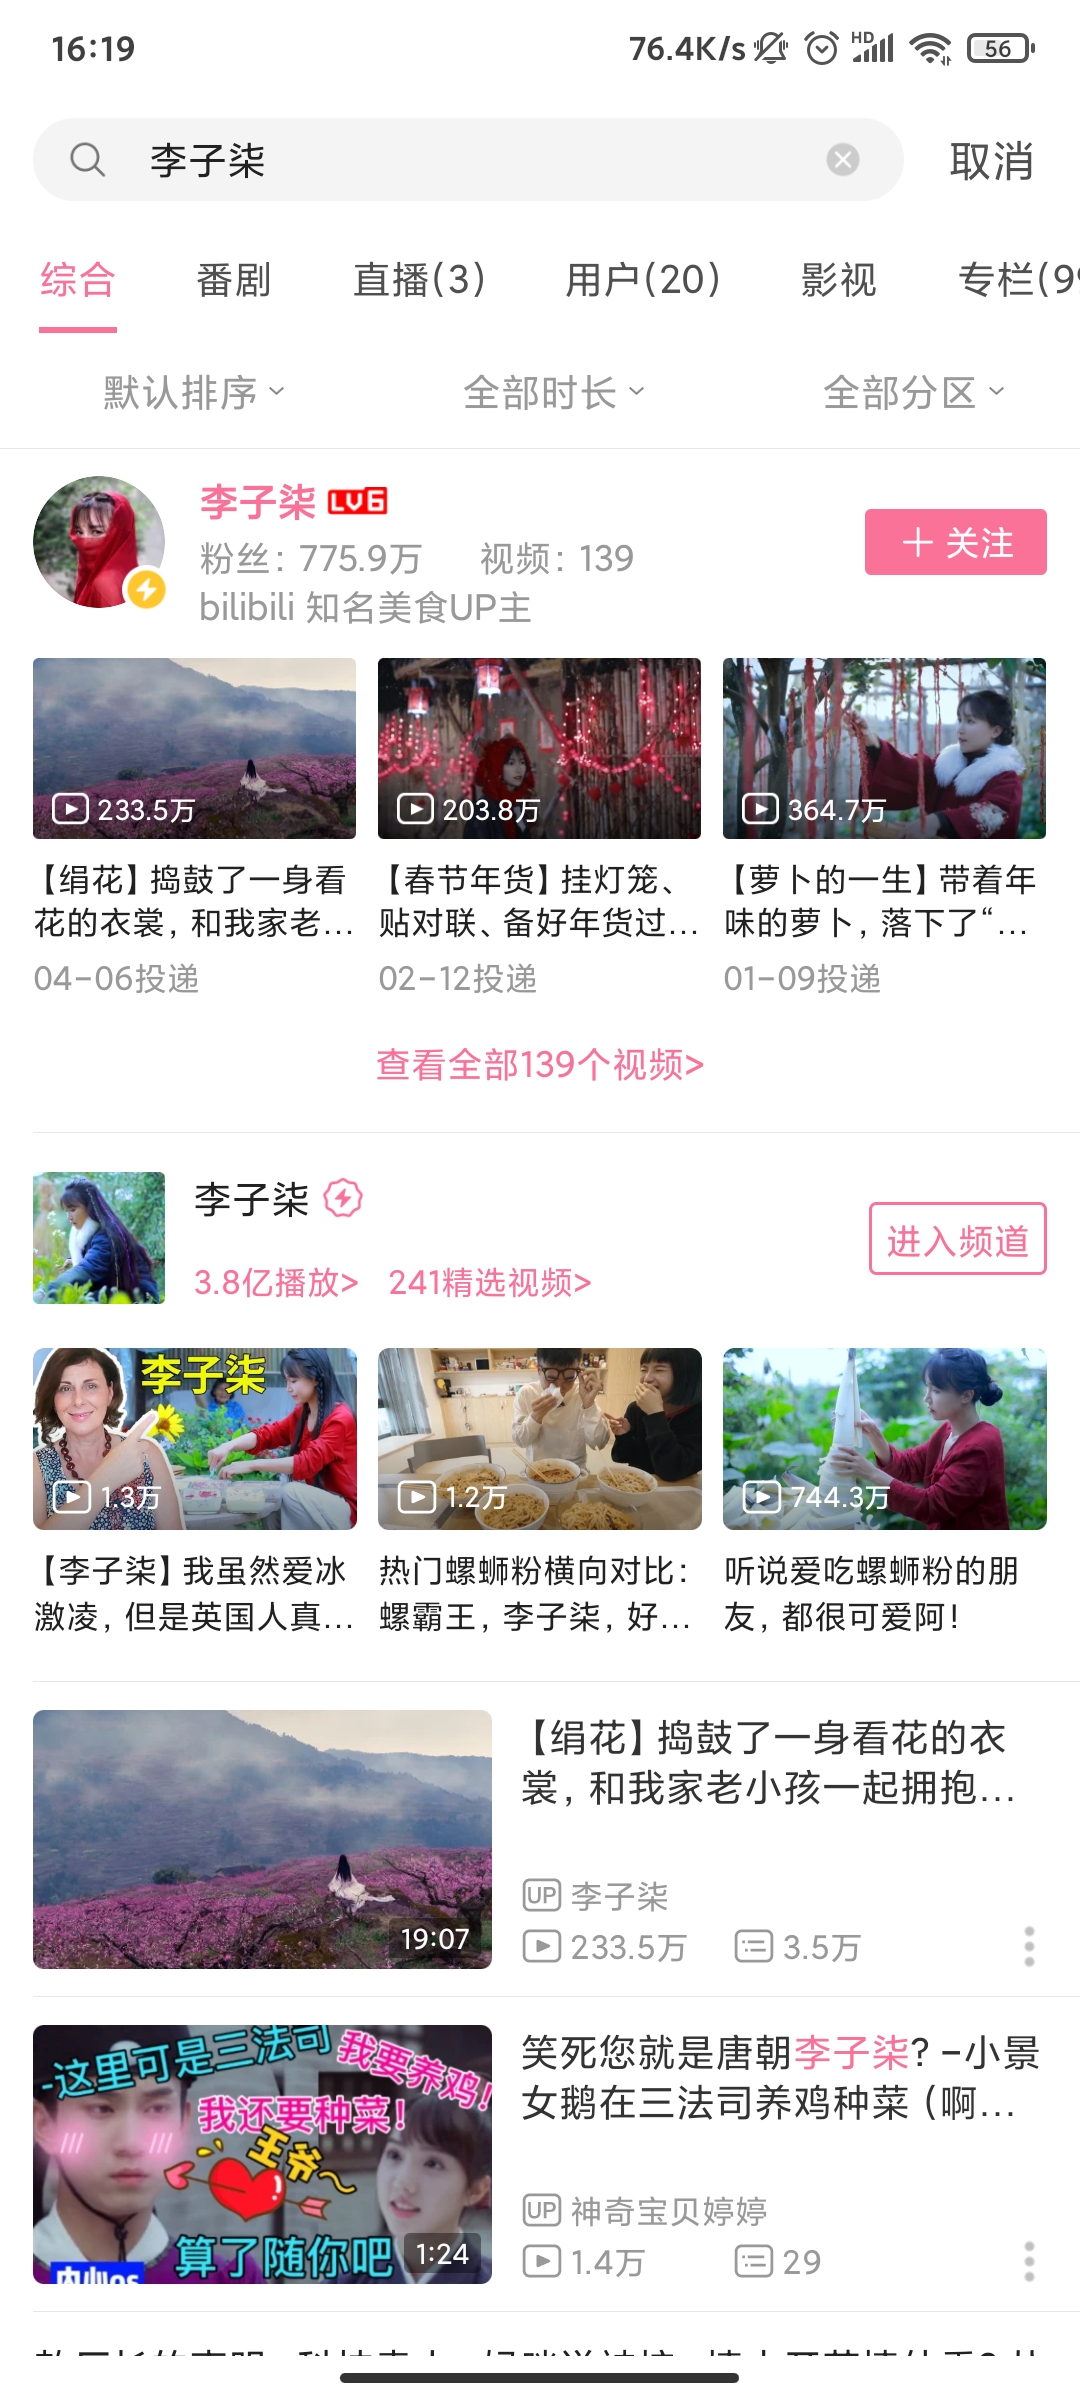 16:19
76.4K/s
HD
56
李子柒
取消
综合
番剧
直播(3)
用户(20)
影视
专栏(99
默认排序
全部时长
全部分区
李子柒 LV6
粉丝：775.9万 视频：139
bilibili 知名美食UP主
＋关注
233.5万
203.8万
364.7万
【绢花】捣鼓了一身看
花的衣裳，和我家老...
04-06投递
【春节年货】挂灯笼、
贴对联、备好年货过...
02-12投递
【萝卜的一生】带着年
味的萝卜，落下了“...
01-09投递
查看全部139个视频>
李子柒
3.8亿播放> 241精选视频>
进入频道
李子柒
1.3万
1.2万
744.3万
【李子柒】我虽然爱冰
激凌，但是英国人真...
热门螺蛳粉横向对比：
螺霸王，李子柒，好...
听说爱吃螺蛳粉的朋
友，都很可爱阿！
19:07
【绢花】捣鼓了一身看花的衣
裳，和我家老小孩一起拥抱...
UP 李子柒
233.5万 3.5万
-这里可是三法司
我要养鸡！
我还要种菜！
王爷～
算了随你吧
内心os
1:24
笑死您就是唐朝李子柒？-小景
女鹅在三法司养鸡种菜（啊...
UP 神奇宝贝婷婷
1.4万 29